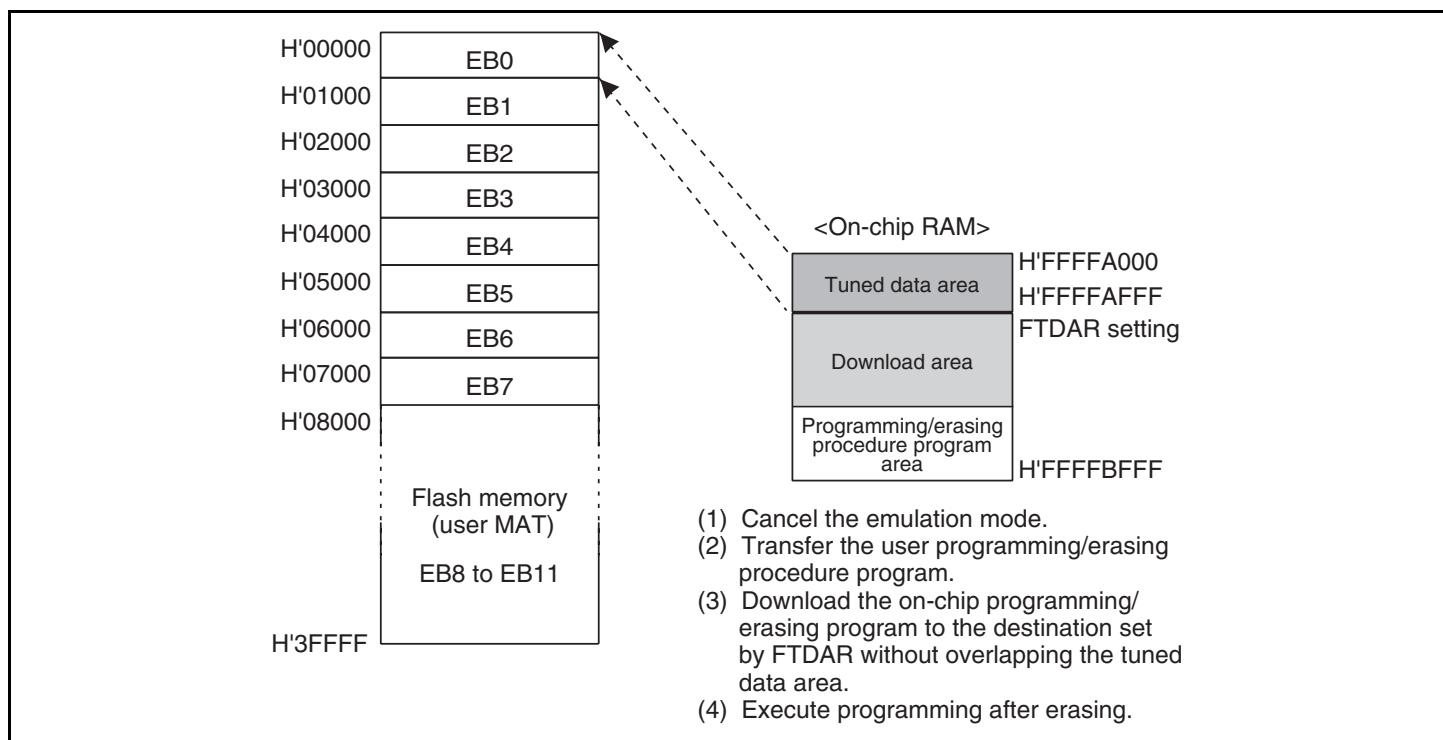 H'00000
EB0
H'01000
EB1
H'02000
EB2
H'03000
EB3
H'04000
EB4
H'05000
EB5
H'06000
EB6
H'07000
EB7
H'08000
Flash memory
(user MAT)
EB8 to EB11
H'3FFFF
<On-chip RAM>
H'FFFFA000
Tuned data area
H'FFFFAFFF
FTDAR setting
Download area
Programming/erasing
procedure program
area
H'FFFFBFFF
(1) Cancel the emulation mode.
(2) Transfer the user programming/erasing
procedure program.
(3) Download the on-chip programming/
erasing program to the destination set
by FTDAR without overlapping the tuned
data area.
(4) Execute programming after erasing.